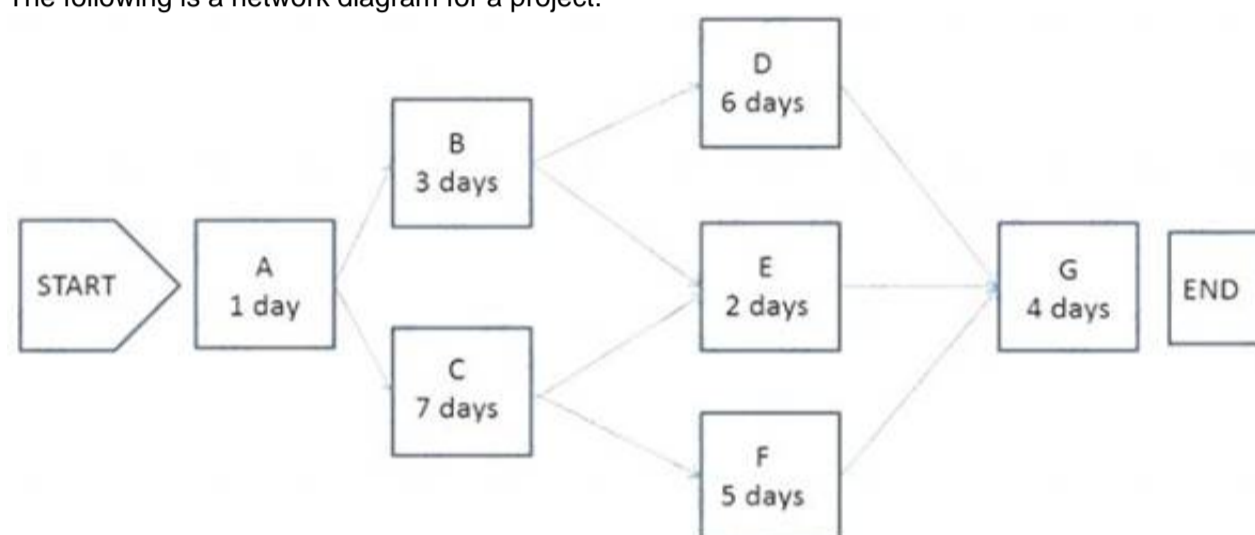 The following is a network diagram for a project:
START
A
1 day
B
3 days
C
7 days
D
6 days
E
2 days
F
5 days
G
4 days
END